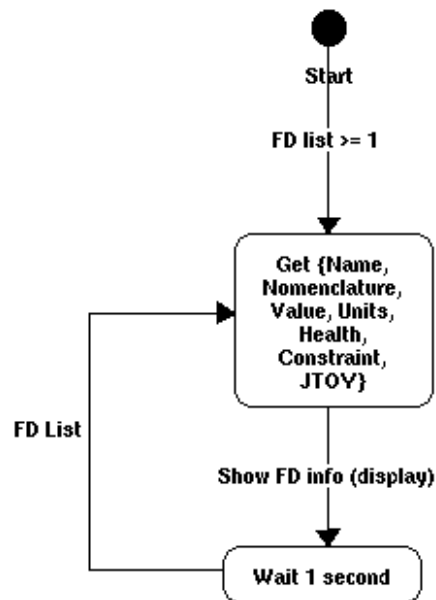 Start
FD list >= 1
Get {Name,
Nomenclature,
Value, Units,
Health,
Constraint,
JTOY}
FD List
Show FD info (display)
Wait 1 second